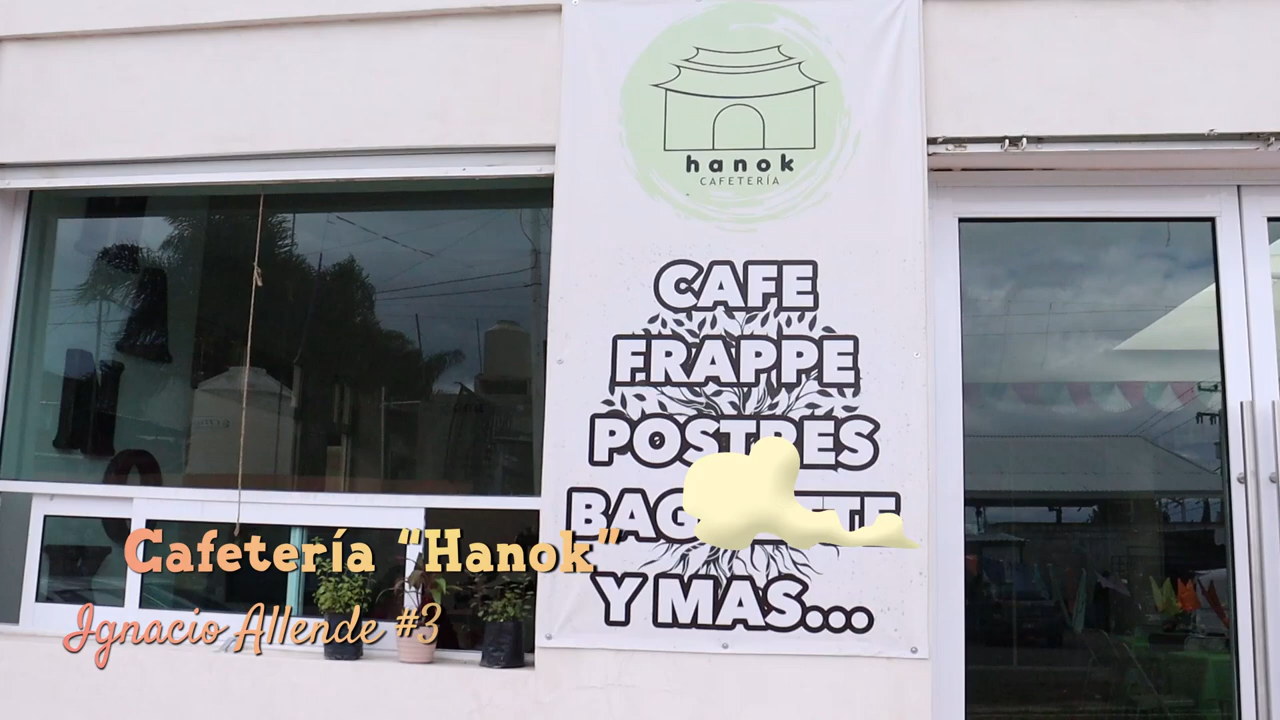 hanok
CAFETERÍA
CAFE
FRAPPE
POSTRES
Y MAS...
Cafetería “Hanok”
Ignacio Allende #3